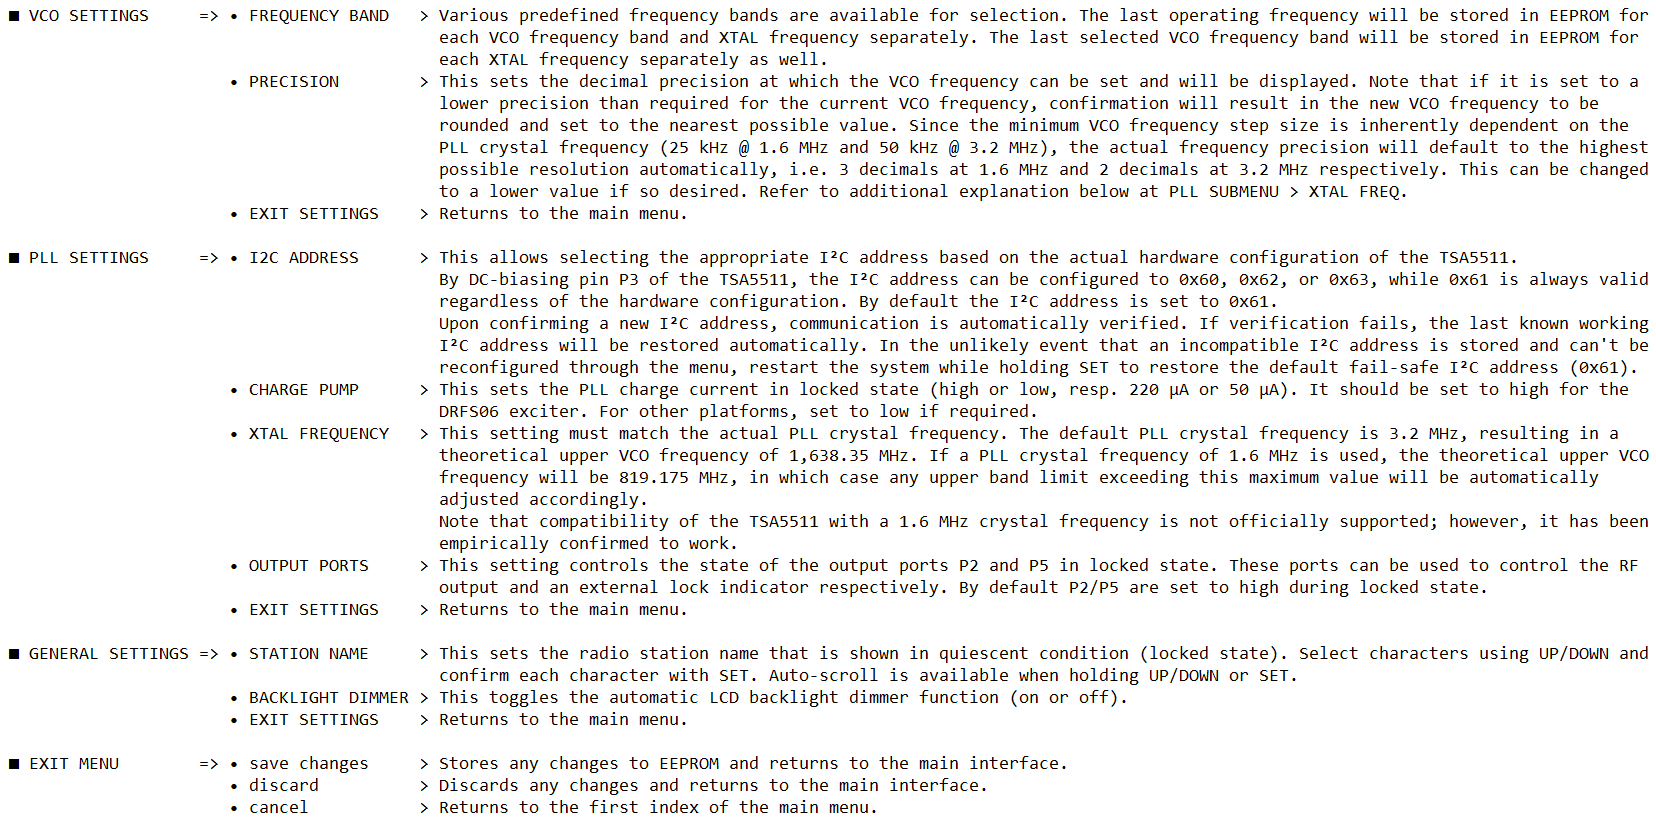 ■ VCO SETTINGS => • FREQUENCY BAND > Various predefined frequency bands are available for selection. The last operating frequency will be stored in EEPROM for
each VCO frequency band and XTAL frequency separately. The last selected VCO frequency band will be stored in EEPROM for
each XTAL frequency separately as well.
• PRECISION > This sets the decimal precision at which the VCO frequency can be set and will be displayed. Note that if it is set to a
lower precision than required for the current VCO frequency, confirmation will result in the new VCO frequency to be
rounded and set to the nearest possible value. Since the minimum VCO frequency step size is inherently dependent on the
PLL crystal frequency (25 kHz @ 1.6 MHz and 50 kHz @ 3.2 MHz), the actual frequency precision will default to the highest
possible resolution automatically, i.e. 3 decimals at 1.6 MHz and 2 decimals at 3.2 MHz respectively. This can be changed
to a lower value if so desired. Refer to additional explanation below at PLL SUBMENU > XTAL FREQ.
• EXIT SETTINGS > Returns to the main menu.
■ PLL SETTINGS => • I2C ADDRESS > This allows selecting the appropriate I²C address based on the actual hardware configuration of the TSA5511.
By DC-biasing pin P3 of the TSA5511, the I²C address can be configured to 0x60, 0x62, or 0x63, while 0x61 is always valid
regardless of the hardware configuration. By default the I²C address is set to 0x61.
Upon confirming a new I²C address, communication is automatically verified. If verification fails, the last known working
I²C address will be restored automatically. In the unlikely event that an incompatible I²C address is stored and can't be
reconfigured through the menu, restart the system while holding SET to restore the default fail-safe I²C address (0x61).
• CHARGE PUMP > This sets the PLL charge current in locked state (high or low, resp. 220 µA or 50 µA). It should be set to high for the
DRFS06 exciter. For other platforms, set to low if required.
• XTAL FREQUENCY > This setting must match the actual PLL crystal frequency. The default PLL crystal frequency is 3.2 MHz, resulting in a
theoretical upper VCO frequency of 1,638.35 MHz. If a PLL crystal frequency of 1.6 MHz is used, the theoretical upper VCO
frequency will be 819.175 MHz, in which case any upper band limit exceeding this maximum value will be automatically
adjusted accordingly.
Note that compatibility of the TSA5511 with a 1.6 MHz crystal frequency is not officially supported; however, it has been
empirically confirmed to work.
• OUTPUT PORTS > This setting controls the state of the output ports P2 and P5 in locked state. These ports can be used to control the RF
output and an external lock indicator respectively. By default P2/P5 are set to high during locked state.
• EXIT SETTINGS > Returns to the main menu.
■ GENERAL SETTINGS => • STATION NAME > This sets the radio station name that is shown in quiescent condition (locked state). Select characters using UP/DOWN and
confirm each character with SET. Auto-scroll is available when holding UP/DOWN or SET.
• BACKLIGHT DIMMER > This toggles the automatic LCD backlight dimmer function (on or off).
• EXIT SETTINGS > Returns to the main menu.
■ EXIT MENU => • save changes > Stores any changes to EEPROM and returns to the main interface.
• discard > Discards any changes and returns to the main interface.
• cancel > Returns to the first index of the main menu.